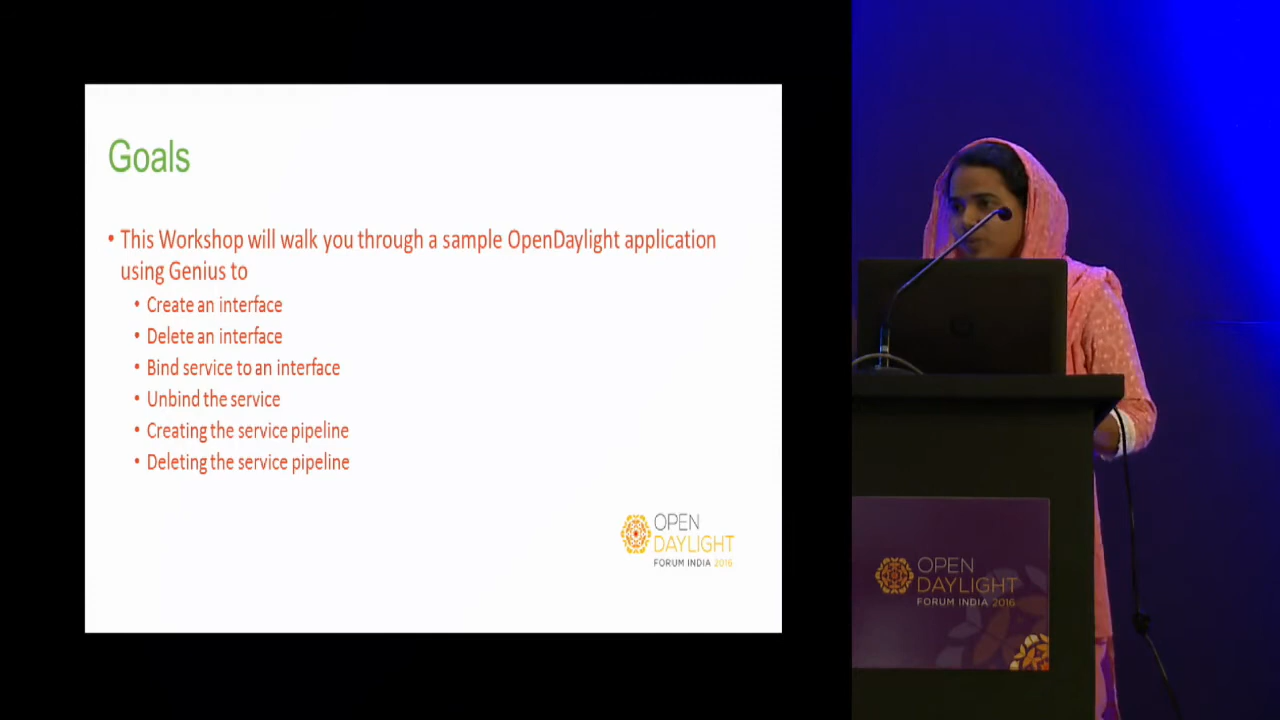 Goals
• This Workshop will walk you through a sample OpenDaylight application
using Genius to
• Create an interface
• Delete an interface
• Bind service to an interface
• Unbind the service
• Creating the service pipeline
• Deleting the service pipeline
OPEN
DAYLIGHT
FORUM INDIA 2016
OPEN
DAYLIGHT
FORUM INDIA 2016